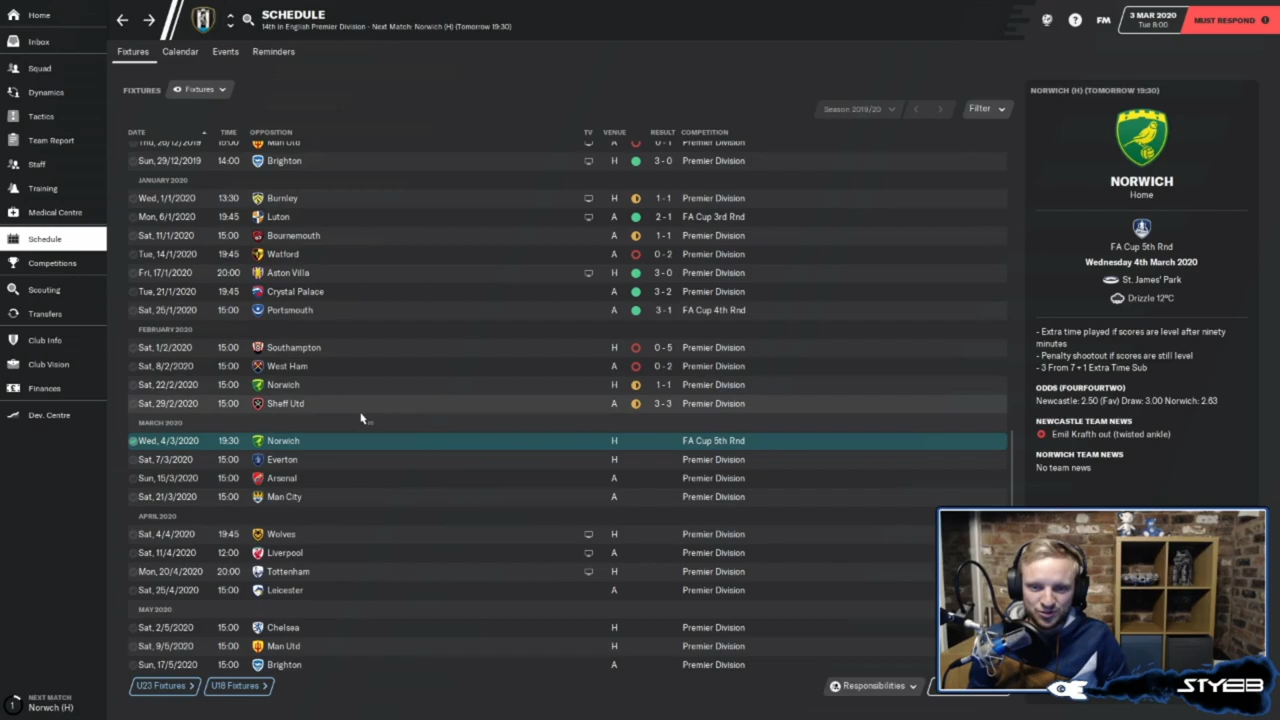 Home
Inbox
Squad
Dynamics
Tactics
Team Report
Staff
Training
Medical Centre
Schedule
Competitions
Scouting
Transfers
Club Info
Club Vision
Finances
Dev. Centre
1 NEXT MATCH
Norwch (H)
SCHEDULE
14th in English Premier Division - Next Match: Norwich (H) (Tomorrow 19:30)
? FM 3 MAR 2020
Tue 8:00
MUST RESPOND
Fixtures Calendar Events Reminders
FIXTURES Fixtures
Season 2019/20 Filter
DATE TIME OPPOSITION TV VENUE RESULT COMPETITION
Thu, 26/12/2019 15:00 Man Utd A 0 - 1 Premier Division
Sun, 29/12/2019 14:00 Brighton H 3 - 0 Premier Division
JANUARY 2020
Wed, 1/1/2020 13:30 Burnley H 1 - 1 Premier Division
Mon, 6/1/2020 19:45 Luton A 2 - 1 FA Cup 3rd Rnd
Sat, 11/1/2020 15:00 Bournemouth A 1 - 1 Premier Division
Tue, 14/1/2020 19:45 Watford A 0 - 2 Premier Division
Fri, 17/1/2020 20:00 Aston Villa H 3 - 0 Premier Division
Tue, 21/1/2020 19:45 Crystal Palace A 3 - 2 Premier Division
Sat, 25/1/2020 15:00 Portsmouth A 3 - 1 FA Cup 4th Rnd
FEBRUARY 2020
Sat, 1/2/2020 15:00 Southampton H 0 - 5 Premier Division
Sat, 8/2/2020 15:00 West Ham A 0 - 2 Premier Division
Sat, 22/2/2020 15:00 Norwich H 1 - 1 Premier Division
Sat, 29/2/2020 15:00 Sheff Utd A 3 - 3 Premier Division
MARCH 2020
Wed, 4/3/2020 19:30 Norwich H FA Cup 5th Rnd
Sat, 7/3/2020 15:00 Everton H Premier Division
Sun, 15/3/2020 15:00 Arsenal A Premier Division
Sat, 21/3/2020 15:00 Man City A Premier Division
APRIL 2020
Sat, 4/4/2020 19:45 Wolves H Premier Division
Sat, 11/4/2020 12:00 Liverpool A Premier Division
Mon, 20/4/2020 20:00 Tottenham H Premier Division
Sat, 25/4/2020 15:00 Leicester A Premier Division
MAY 2020
Sat, 2/5/2020 15:00 Chelsea H Premier Division
Sat, 9/5/2020 15:00 Man Utd H Premier Division
Sun, 17/5/2020 15:00 Brighton A Premier Division
U23 Fixtures U18 Fixtures Responsibilities
NORWICH (H) (TOMORROW 19:30)
NORWICH
Home
FA Cup 5th Rnd
Wednesday 4th March 2020
St. James' Park
Drizzle 12°C
- Extra time played if scores are level after ninety
minutes
- Penalty shootout if scores are still level
- 3 From 7 + 1 Extra Time Sub
ODDS (FOURFOURTWO)
Newcastle: 2.50 (Fav) Draw: 3.00 Norwich: 2.63
NEWCASTLE TEAM NEWS
Emil Krafth out (twisted ankle)
NORWICH TEAM NEWS
No team news